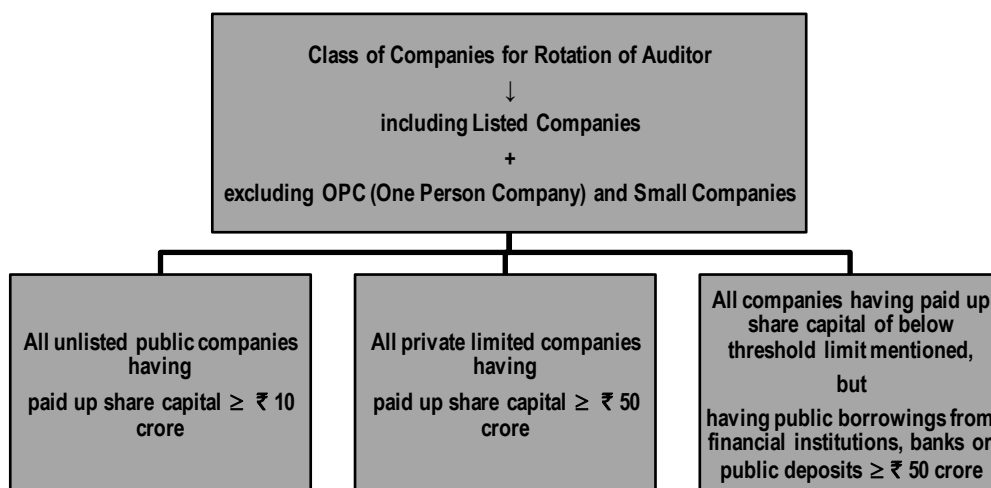 Class of Companies for Rotation of Auditor
↓
including Listed Companies
+
excluding OPC (One Person Company) and Small Companies
All unlisted public companies
having
paid up share capital ≥ ₹ 10
crore
All private limited companies
having
paid up share capital ≥ ₹ 50
crore
All companies having paid up
share capital of below
threshold limit mentioned,
but
having public borrowings from
financial institutions, banks or
public deposits ≥ ₹ 50 crore